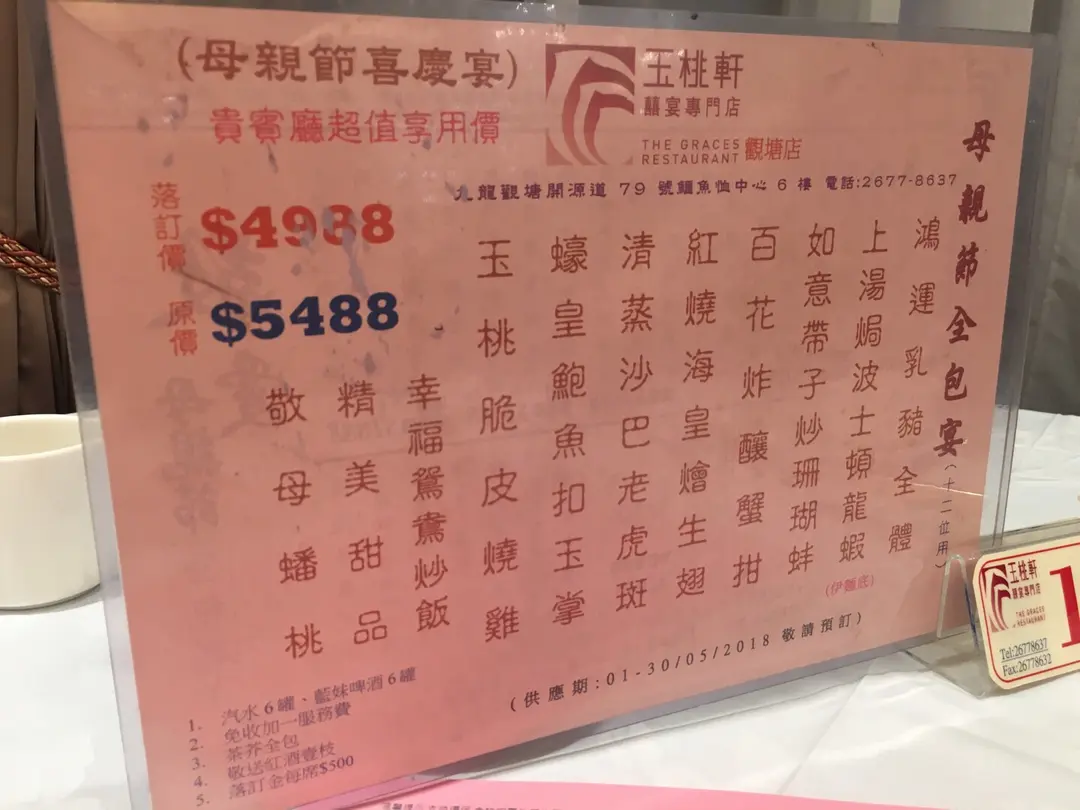 (母親節喜慶宴)
貴賓廳超值享用價
玉桃軒
囍宴專門店
THE GRACES
RESTAURANT 觀塘店
九龍觀塘開源道 79 號鱷魚恤中心 6 樓 電話:2677-8637
落訂價 $4988
原價 $5488
母親節全包宴(十二位用)
鴻運乳豬全體
上湯焗波士頓龍蝦
(伊麵底)
如意帶子炒珊瑚蚌
百花炸釀蟹拑
紅燒海皇燴生翅
清蒸沙巴老虎斑
蠔皇鮑魚扣玉掌
玉桃脆皮燒雞
幸福鴛鴦炒飯
精美甜品
敬母蟠桃
(供應期:01-30/05/2018 敬請預訂)
1. 汽水 6 罐、藍妹啤酒 6 罐
2. 免收加一服務費
3. 茶芥全包
4. 敬送紅酒壹枝
5. 落訂金每席$500
玉桃軒
囍宴專門店
THE GRACES
RESTAURANT
1
Tel:26778637
Fax:26778632